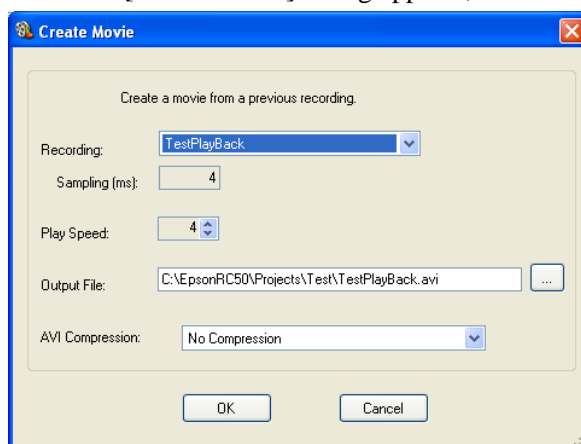 Create Movie
Create a movie from a previous recording.
Recording: TestPlayBack
Sampling (ms): 4
Play Speed: 4
Output File: C:\EpsonRC50\Projects\Test\TestPlayBack.avi ...
AVI Compression: No Compression
OK Cancel